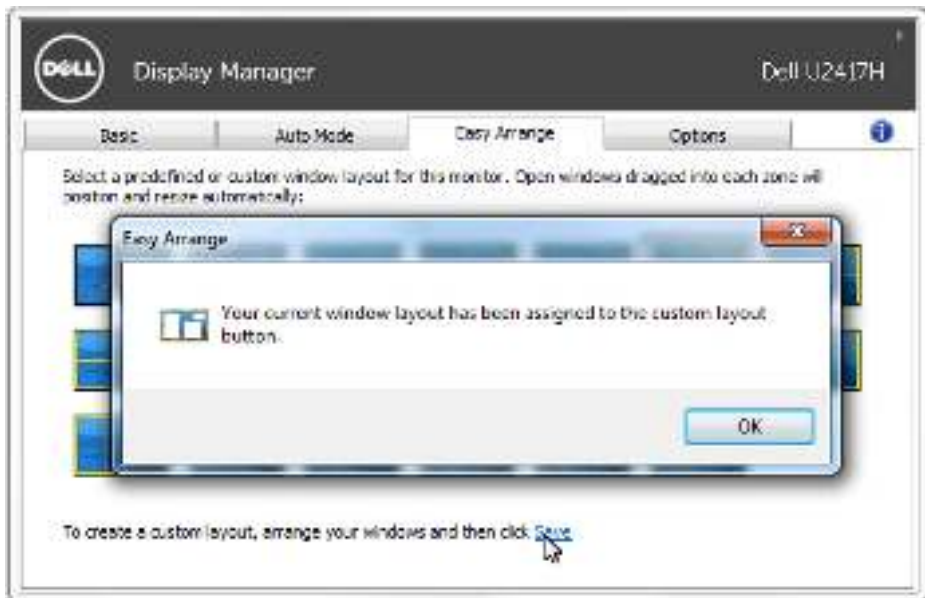 DELL
Display Manager
Dell U2417H
Basic
Auto Mode
Easy Arrange
Options
Select a predefined or custom window layout for this monitor. Open windows dragged into each zone will
position and resize automatically:
Easy Arrange
Your current window layout has been assigned to the custom layout
button.
OK
To create a custom layout, arrange your windows and then click Save